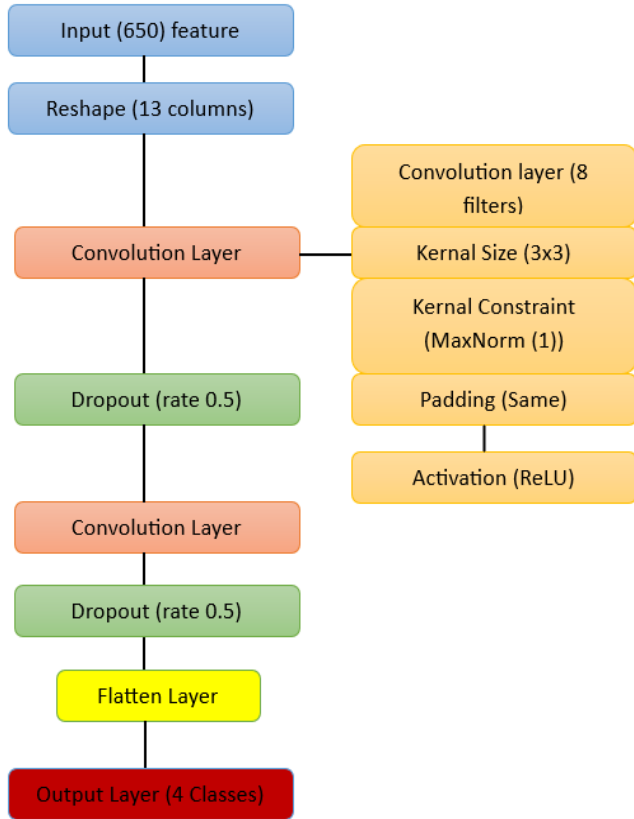 Input (650) feature
Reshape (13 columns)
Convolution layer (8
filters)
Convolution Layer
Kernal Size (3x3)
Kernal Constraint
(MaxNorm (1))
Dropout (rate 0.5)
Padding (Same)
Activation (ReLU)
Convolution Layer
Dropout (rate 0.5)
Flatten Layer
Output Layer (4 Classes)